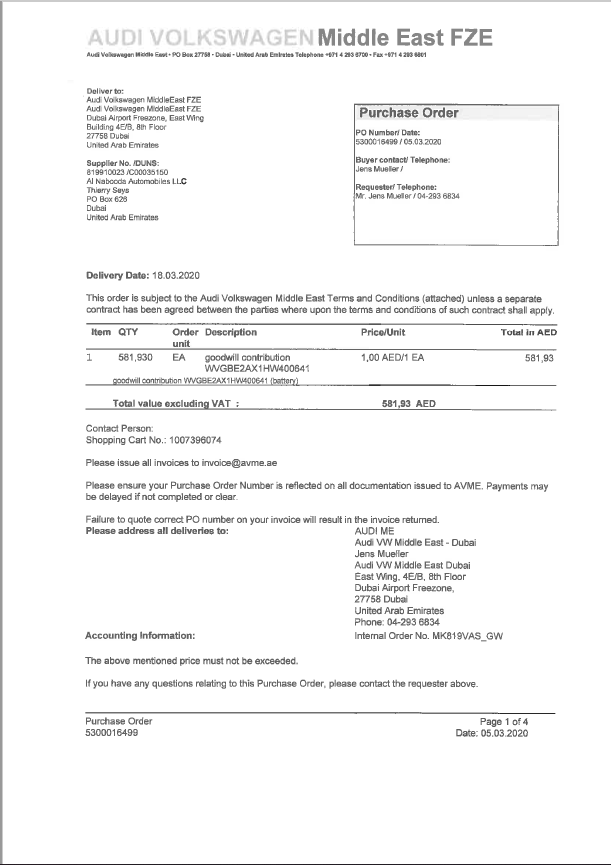 AUDI VOLKSWAGEN Middle East FZE
Audi Volkswagen Middle East • PO Box 27758 • Dubai • United Arab Emirates Telephone +971 4 293 6700 • Fax +971 4 293 6801
Deliver to:
Audi Volkswagen MiddleEast FZE
Audi Volkswagen MiddleEast FZE
Dubai Airport Freezone, East Wing
Building 4E/B, 8th Floor
27758 Dubai
United Arab Emirates
Supplier No. /DUNS:
819910023 /C00035150
Al Nabooda Automobiles LLC
Thierry Seys
PO Box 626
Dubai
United Arab Emirates
Purchase Order
PO Number/ Date:
5300016499 / 05.03.2020
Buyer contact/ Telephone:
Jens Mueller /
Requester/ Telephone:
Mr. Jens Mueller / 04-293 6834
Delivery Date: 18.03.2020
This order is subject to the Audi Volkswagen Middle East Terms and Conditions (attached) unless a separate
contract has been agreed between the parties where upon the terms and conditions of such contract shall apply.
Item QTY Order Description Price/Unit Total in AED
unit
1 581,930 EA goodwill contribution 1,00 AED/1 EA 581,93
WVGBE2AX1HW400641
goodwill contribution WVGBE2AX1HW400641 (battery)
Total value excluding VAT : 581,93 AED
Contact Person:
Shopping Cart No.: 1007396074
Please issue all invoices to invoice@avme.ae
Please ensure your Purchase Order Number is reflected on all documentation issued to AVME. Payments may
be delayed if not completed or clear.
Failure to quote correct PO number on your invoice will result in the invoice returned.
Please address all deliveries to: AUDI ME
Audi VW Middle East - Dubai
Jens Mueller
Audi VW Middle East Dubai
East Wing, 4E/B, 8th Floor
Dubai Airport Freezone,
27758 Dubai
United Arab Emirates
Phone: 04-293 6834
Accounting Information: Internal Order No. MK819VAS_GW
The above mentioned price must not be exceeded.
If you have any questions relating to this Purchase Order, please contact the requester above.
Purchase Order Page 1 of 4
5300016499 Date: 05.03.2020